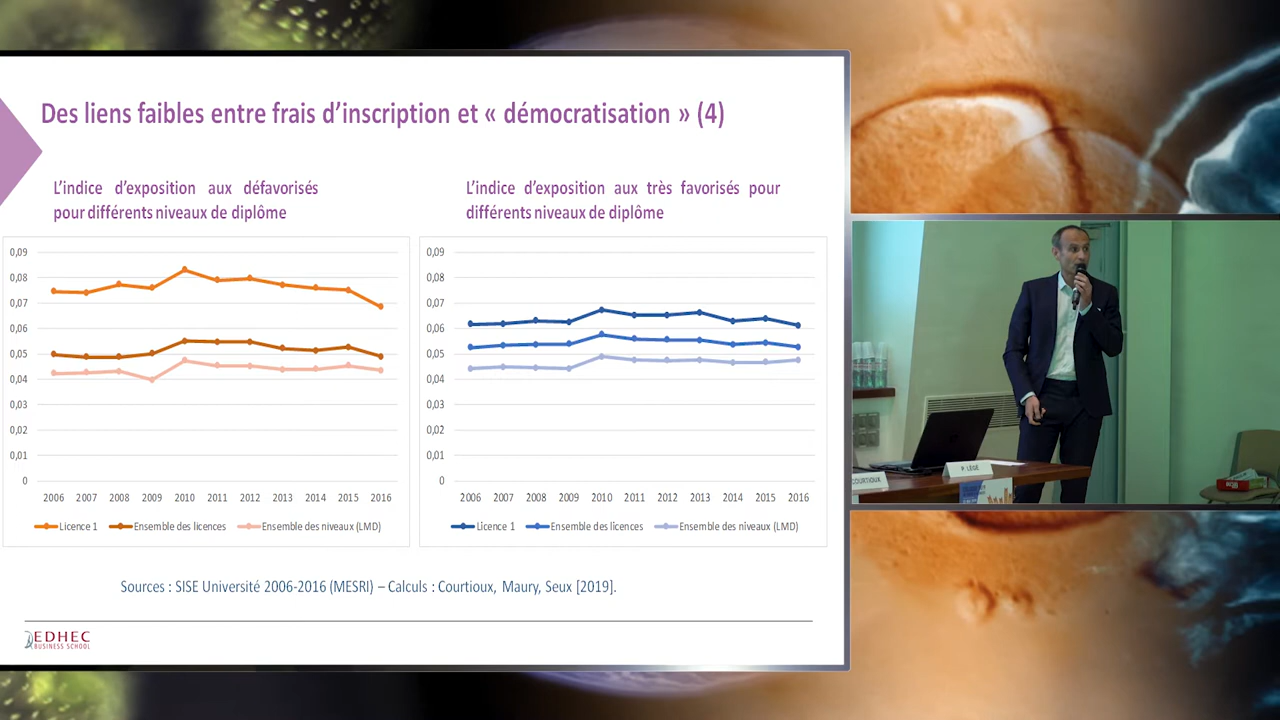 Des liens faibles entre frais d'inscription et « démocratisation » (4)
L'indice d'exposition aux défavorisés
pour différents niveaux de diplôme
0,09
0,08
0,07
0,06
0,05
0,04
0,03
0,02
0,01
0
2006 2007 2008 2009 2010 2011 2012 2013 2014 2015 2016
Licence 1 Ensemble des licences Ensemble des niveaux (LMD)
L'indice d'exposition aux très favorisés pour
différents niveaux de diplôme
0,09
0,08
0,07
0,06
0,05
0,04
0,03
0,02
0,01
0
2006 2007 2008 2009 2010 2011 2012 2013 2014 2015 2016
Licence 1 Ensemble des licences Ensemble des niveaux (LMD)
Sources : SISE Université 2006-2016 (MESRI) – Calculs : Courtioux, Maury, Seux [2019].
EDHEC
BUSINESS SCHOOL
P. LÉGÉ
COURTIOUX